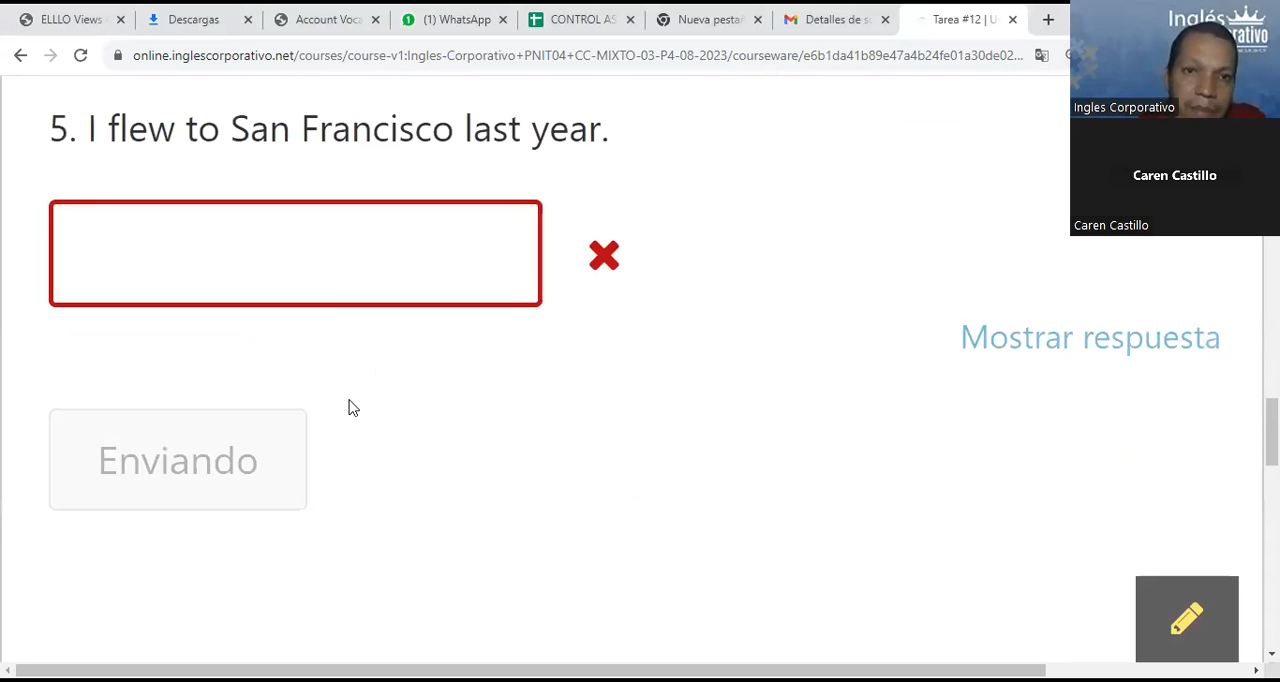 ELLLO Views
Descargas
Account Voca
(1) WhatsApp
CONTROL AS
Nueva pestañ
Detalles de su
Tarea #12 | U
online.inglescorporativo.net/courses/course-v1:Ingles-Corporativo+PNIT04+CC-MIXTO-03-P4-08-2023/courseware/e6b1da41b89e47a4b24fe01a30de02...
Inglés
Corporativo
Ingles Corporativo
Caren Castillo
Caren Castillo
5. I flew to San Francisco last year.
Mostrar respuesta
Enviando